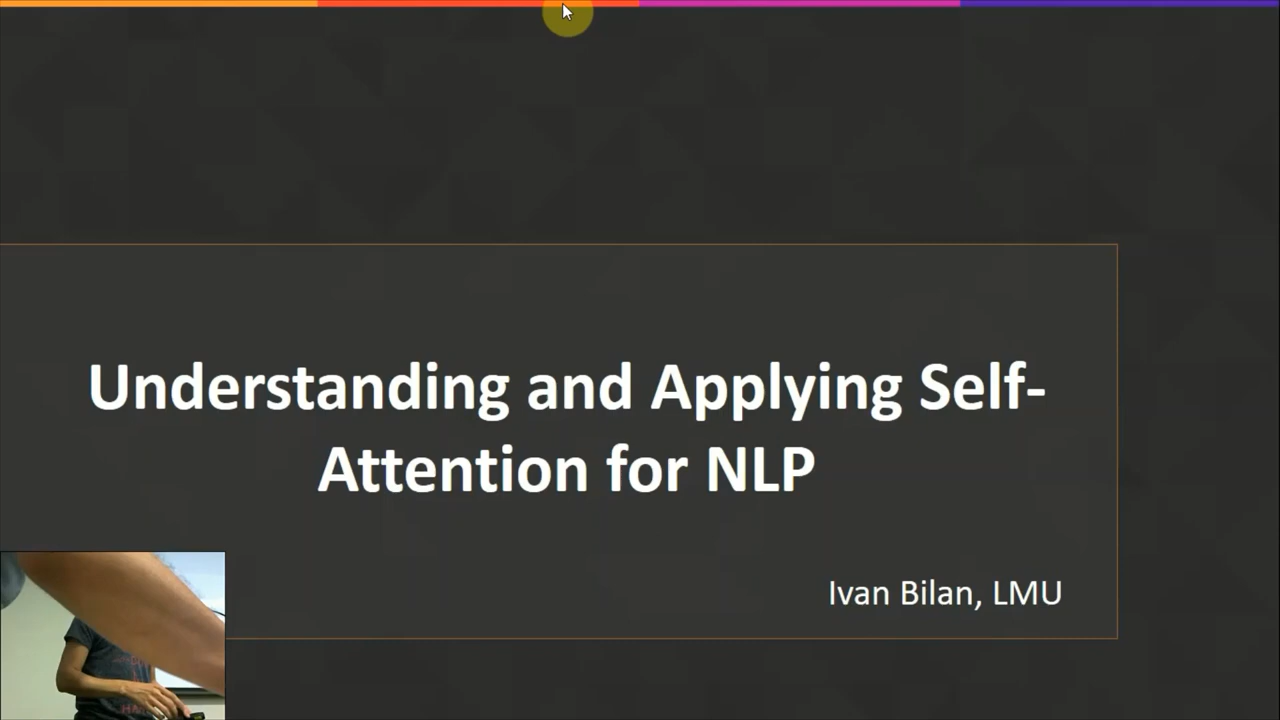 Understanding and Applying Self-
Attention for NLP
Ivan Bilan, LMU